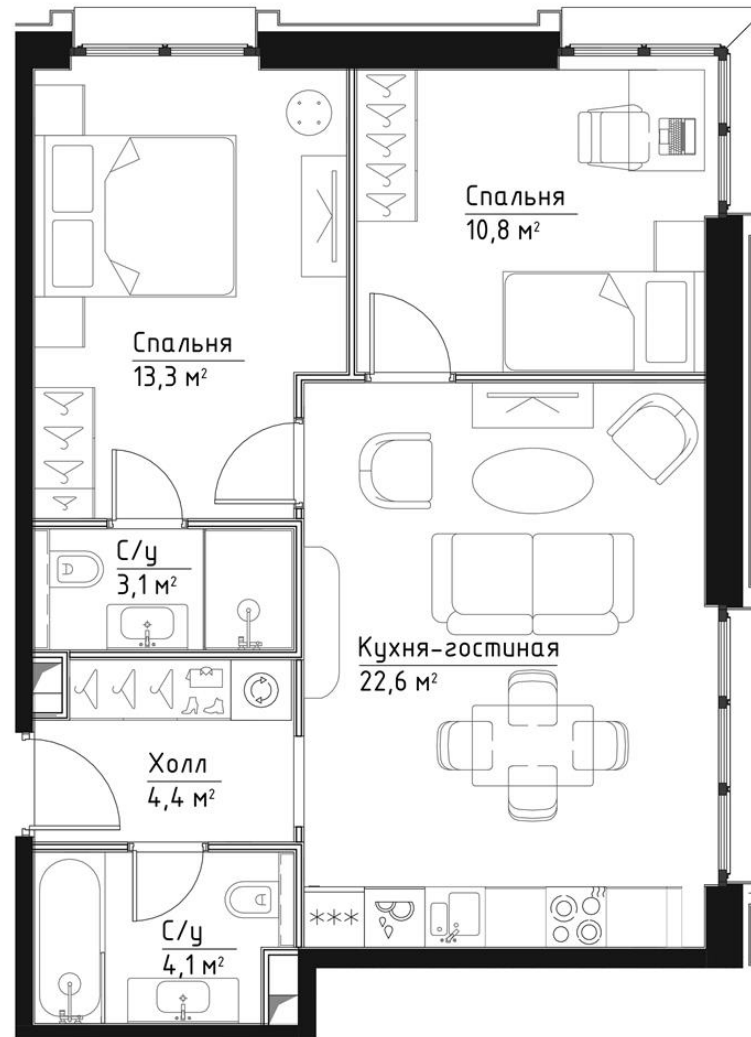 Спальня
10,8 м²
Спальня
13,3 м²
С/у
3,1 м²
Кухня-гостиная
22,6 м²
Холл
4,4 м²
***
С/у
4,1 м²